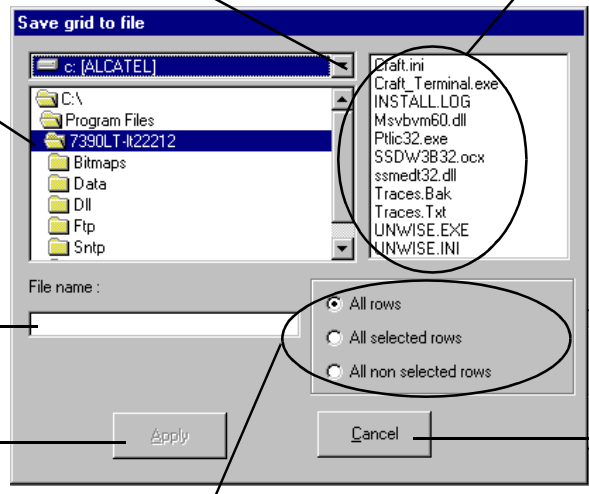 Save grid to file
c: [ALCATEL]
C:\
Program Files
7390LT-lt22212
Bitmaps
Data
Dll
Ftp
Sntp
Craft.ini
Craft_Terminal.exe
INSTALL.LOG
Msvbvm60.dll
Ptlic32.exe
SSDW3B32.ocx
ssmedt32.dll
Traces.Bak
Traces.Txt
UNWISE.EXE
UNWISE.INI
File name :
All rows
All selected rows
All non selected rows
Apply
Cancel